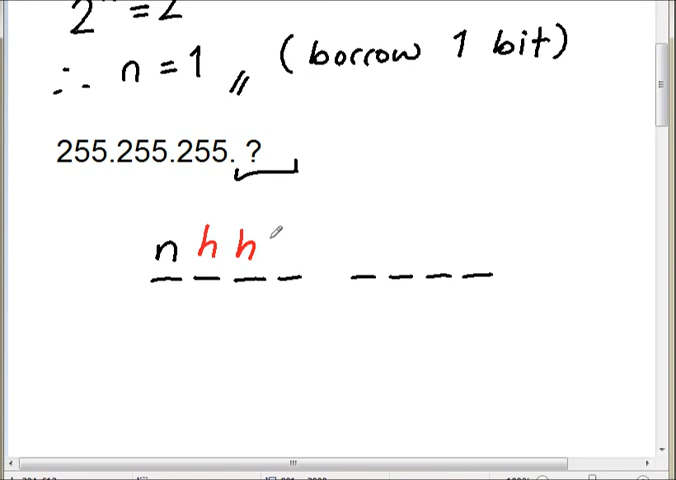 ∴ n = 1 (borrow 1 bit)
255.255.255. ?
n h h